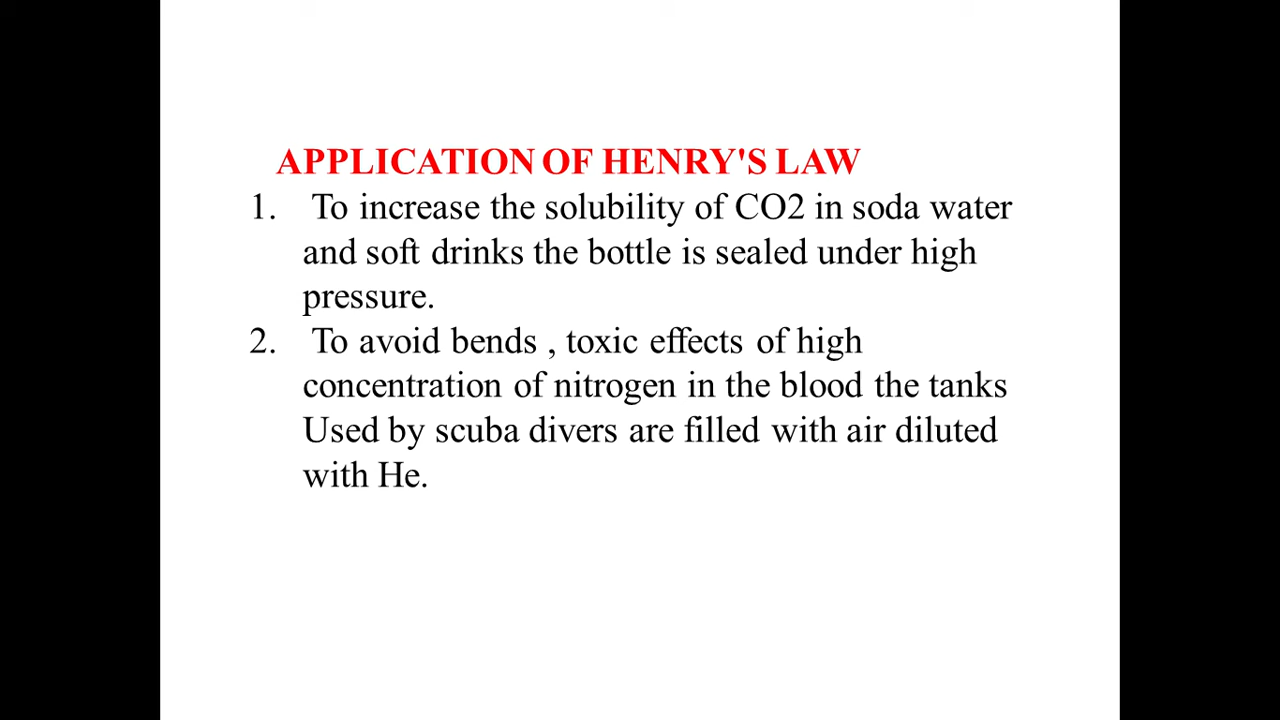 APPLICATION OF HENRY'S LAW
1. To increase the solubility of CO2 in soda water
and soft drinks the bottle is sealed under high
pressure.
2. To avoid bends , toxic effects of high
concentration of nitrogen in the blood the tanks
Used by scuba divers are filled with air diluted
with He.